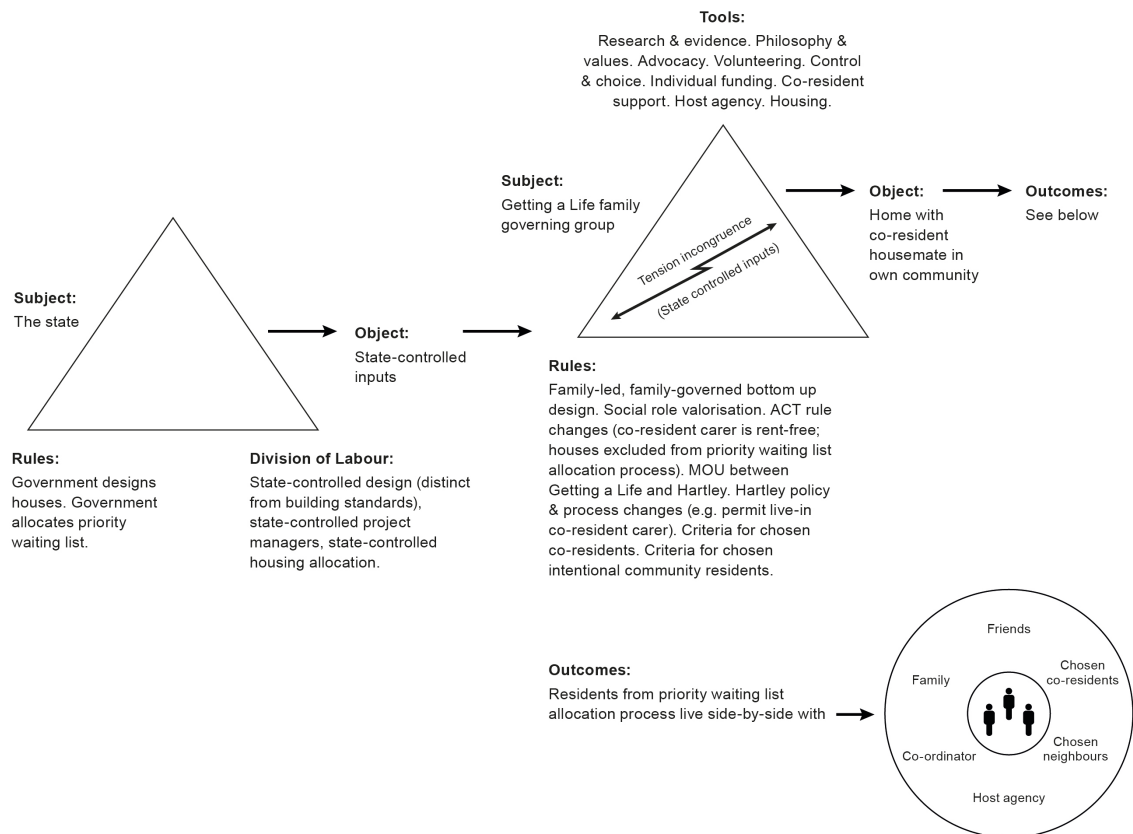 Tools:
Research & evidence. Philosophy &
values. Advocacy. Volunteering. Control
& choice. Individual funding. Co-resident
support. Host agency. Housing.
Subject:
Getting a Life family
governing group
Tension incongruence
(State controlled inputs)
Object:
Home with
co-resident
housemate in
own community
Outcomes:
See below
Subject:
The state
Object:
State-controlled
inputs
Rules:
Government designs
houses. Government
allocates priority
waiting list.
Division of Labour:
State-controlled design (distinct
from building standards),
state-controlled project
managers, state-controlled
housing allocation.
Rules:
Family-led, family-governed bottom up
design. Social role valorisation. ACT rule
changes (co-resident carer is rent-free;
houses excluded from priority waiting list
allocation process). MOU between
Getting a Life and Hartley. Hartley policy
& process changes (e.g. permit live-in
co-resident carer). Criteria for chosen
co-residents. Criteria for chosen
intentional community residents.
Outcomes:
Residents from priority waiting list
allocation process live side-by-side with
Friends
Chosen
co-residents
Family
Chosen
neighbours
Co-ordinator
Host agency